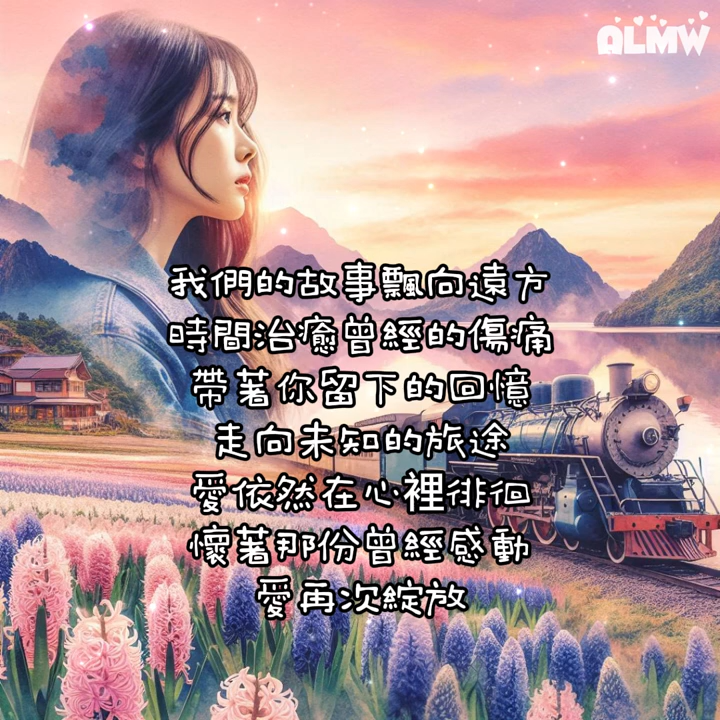 ALMW
我們的故事飄向遠方
時間治癒曾經的傷痛
帶著你留下的回憶
走向未知的旅途
愛依然在心裡徘徊
懷著那份曾經感動
愛再次綻放